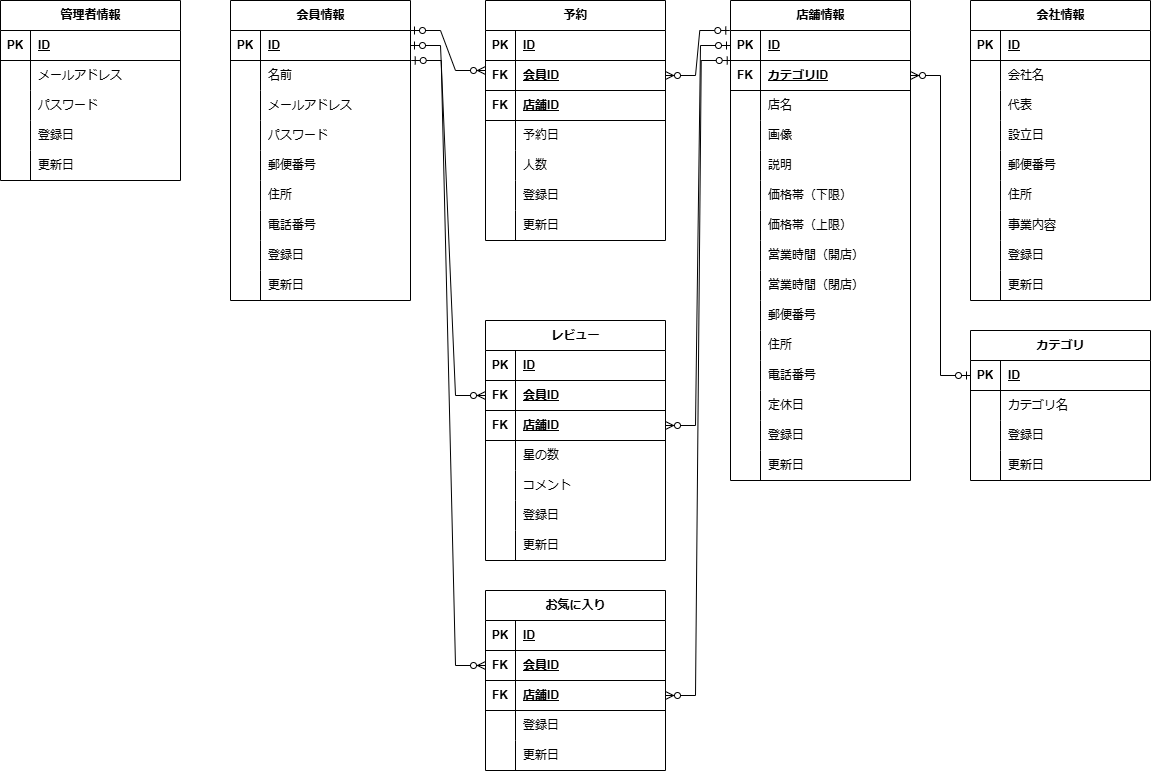 管理者情報
PK ID
メールアドレス
パスワード
登録日
更新日
会員情報
PK ID
名前
メールアドレス
パスワード
郵便番号
住所
電話番号
登録日
更新日
予約
PK ID
FK 会員ID
FK 店舗ID
予約日
人数
登録日
更新日
レビュー
PK ID
FK 会員ID
FK 店舗ID
星の数
コメント
登録日
更新日
お気に入り
PK ID
FK 会員ID
FK 店舗ID
登録日
更新日
店舗情報
PK ID
FK カテゴリID
店名
画像
説明
価格帯（下限）
価格帯（上限）
営業時間（開店）
営業時間（閉店）
郵便番号
住所
電話番号
定休日
登録日
更新日
会社情報
PK ID
会社名
代表
設立日
郵便番号
住所
事業内容
登録日
更新日
カテゴリ
PK ID
カテゴリ名
登録日
更新日